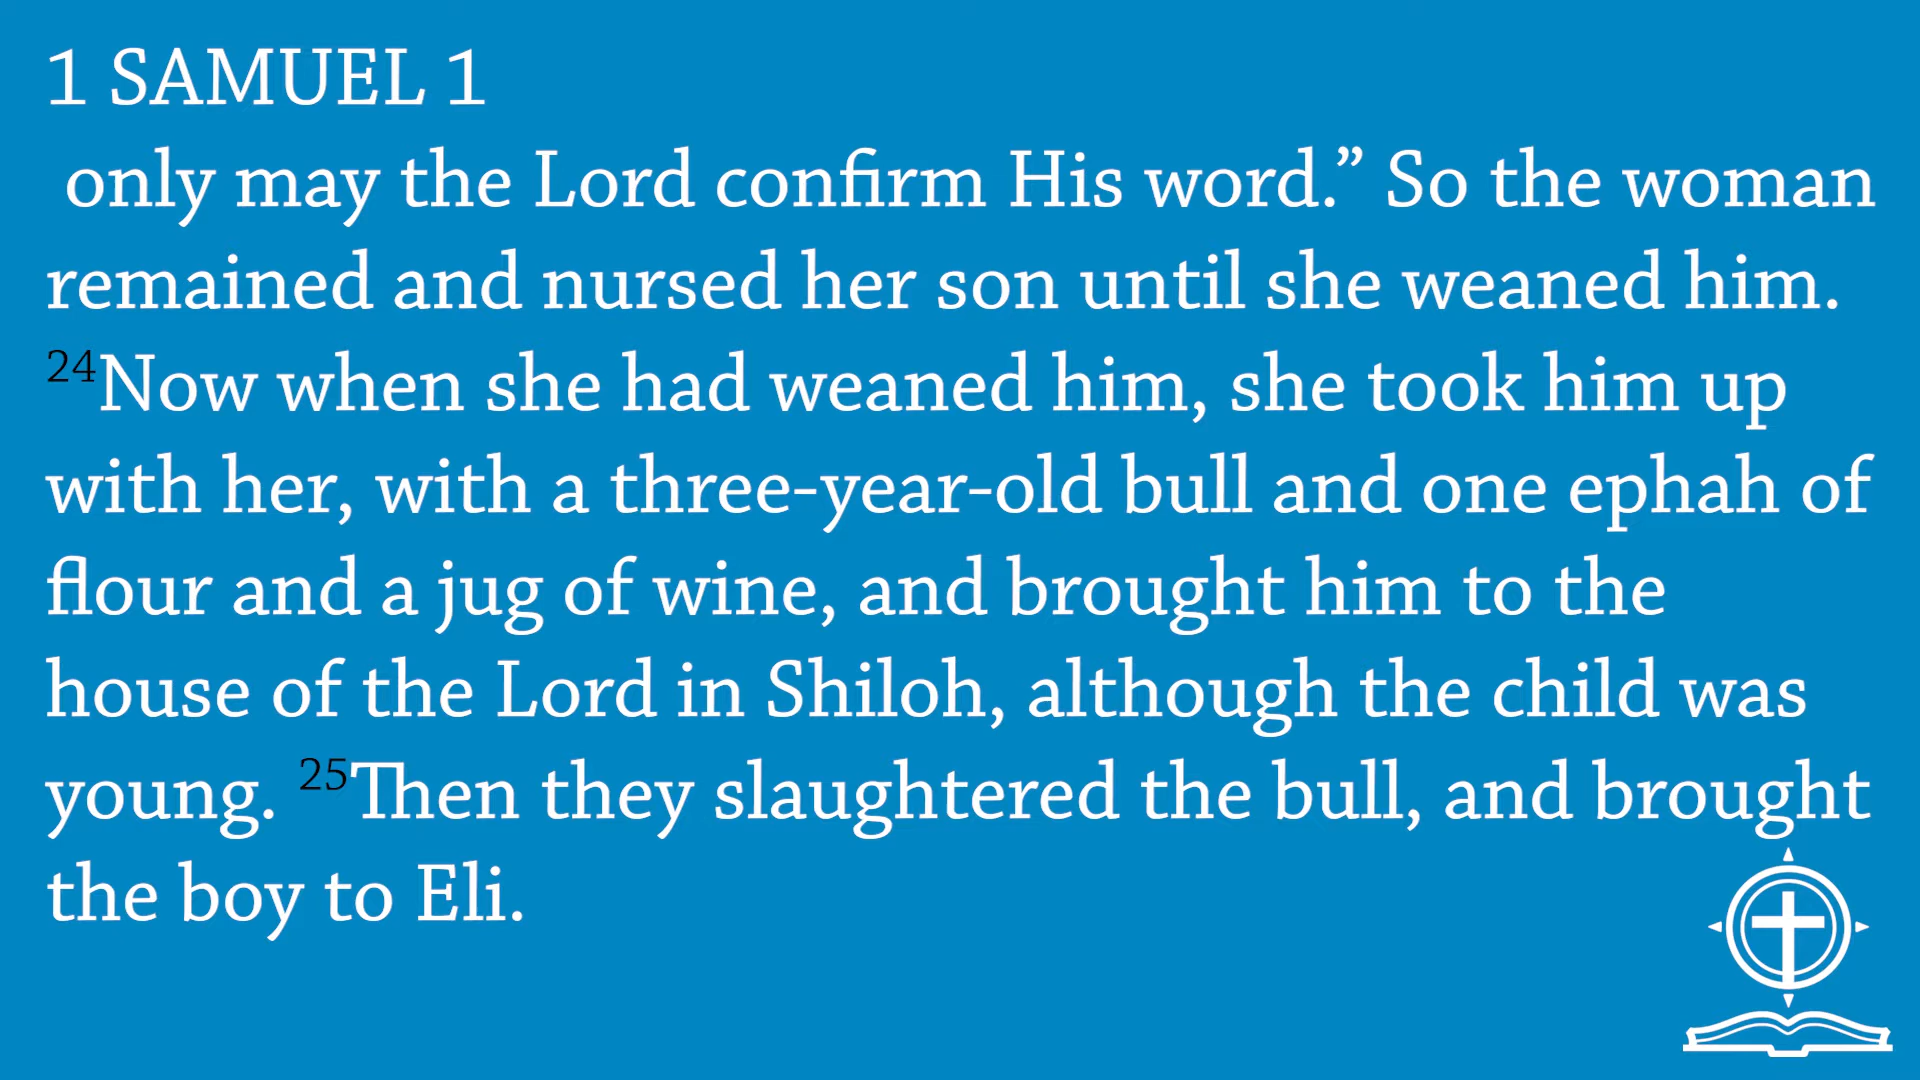 1 SAMUEL 1
only may the Lord confirm His word.” So the woman
remained and nursed her son until she weaned him.
24Now when she had weaned him, she took him up
with her, with a three-year-old bull and one ephah of
flour and a jug of wine, and brought him to the
house of the Lord in Shiloh, although the child was
young. 25Then they slaughtered the bull, and brought
the boy to Eli.